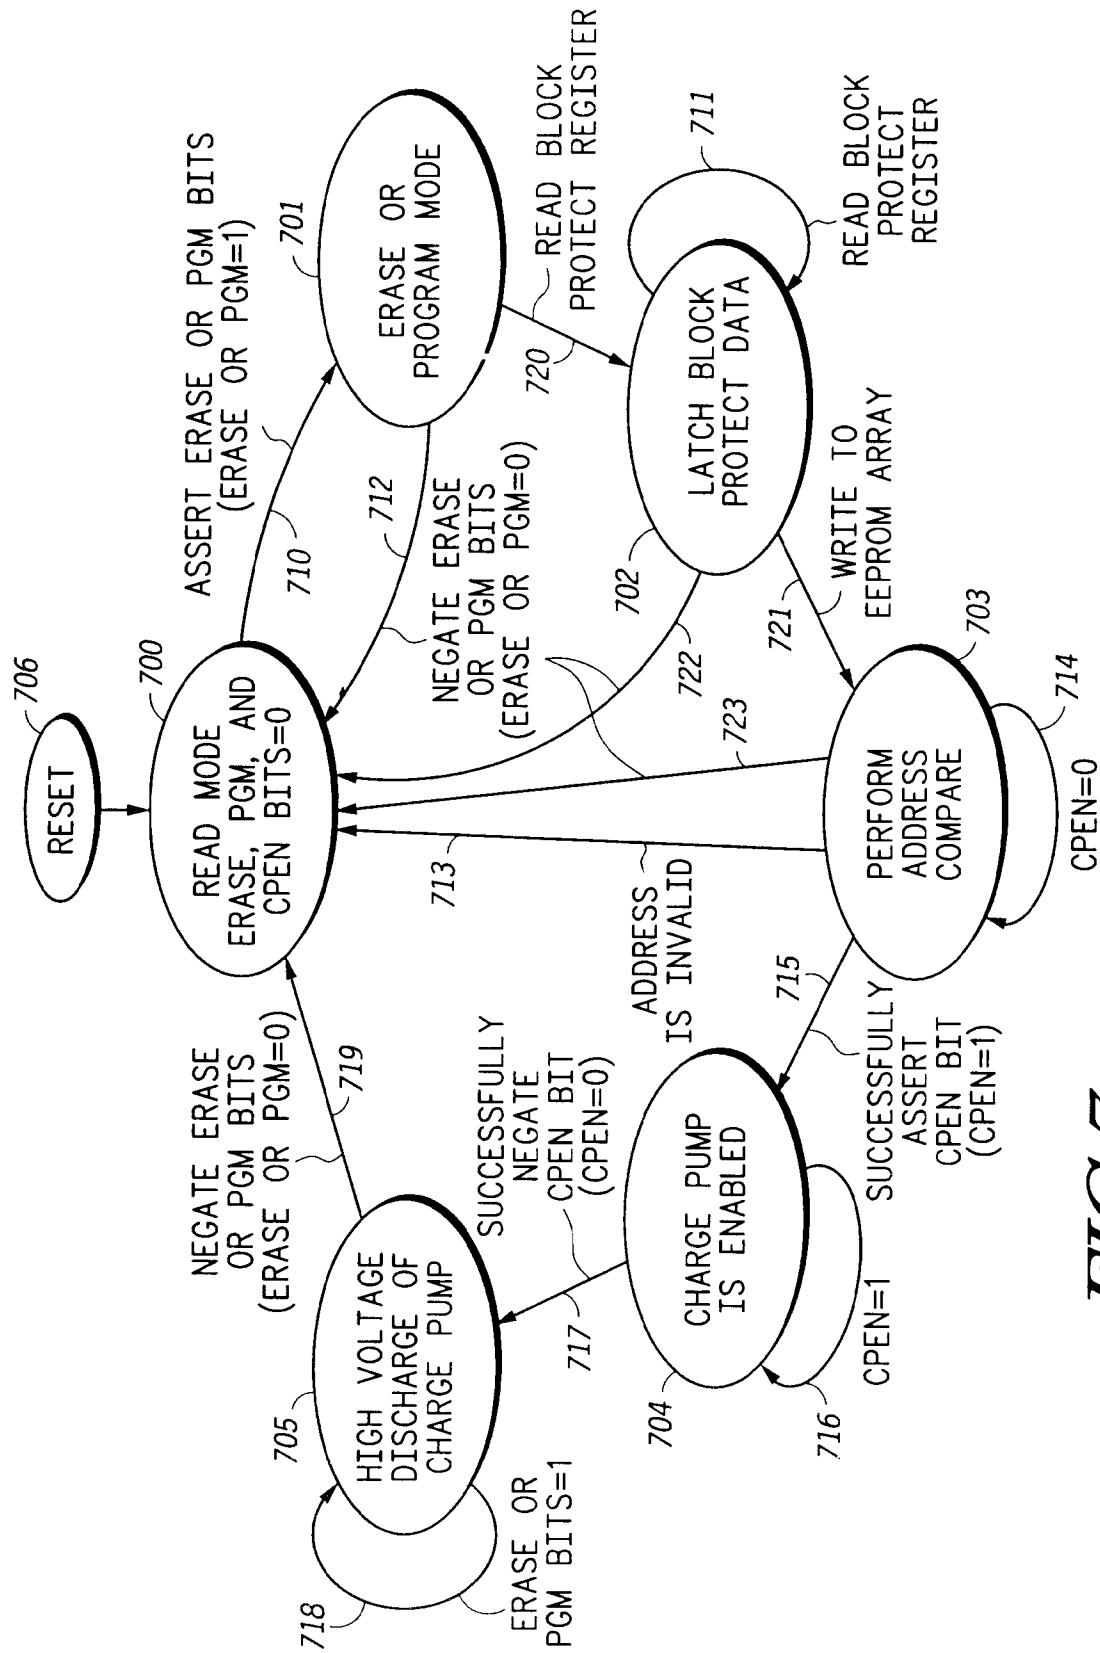 RESET
706
READ MODE
ERASE, PGM, AND
CPEN BITS=0
700
ASSERT ERASE OR PGM BITS
(ERASE OR PGM=1)
710
ERASE OR
PROGRAM MODE
701
712
NEGATE ERASE
OR PGM BITS
(ERASE OR PGM=0)
READ BLOCK
PROTECT REGISTER
720
LATCH BLOCK
PROTECT DATA
702
711
READ BLOCK
PROTECT
REGISTER
722
721
WRITE TO
EEPROM ARRAY
PERFORM
ADDRESS
COMPARE
703
714
CPEN=0
723
713
ADDRESS
IS INVALID
715
SUCCESSFULLY
ASSERT
CPEN BIT
(CPEN=1)
CHARGE PUMP
IS ENABLED
704
716
CPEN=1
717
SUCCESSFULLY
NEGATE
CPEN BIT
(CPEN=0)
HIGH VOLTAGE
DISCHARGE OF
CHARGE PUMP
705
718
ERASE OR
PGM BITS=1
719
NEGATE ERASE
OR PGM BITS
(ERASE OR PGM=0)